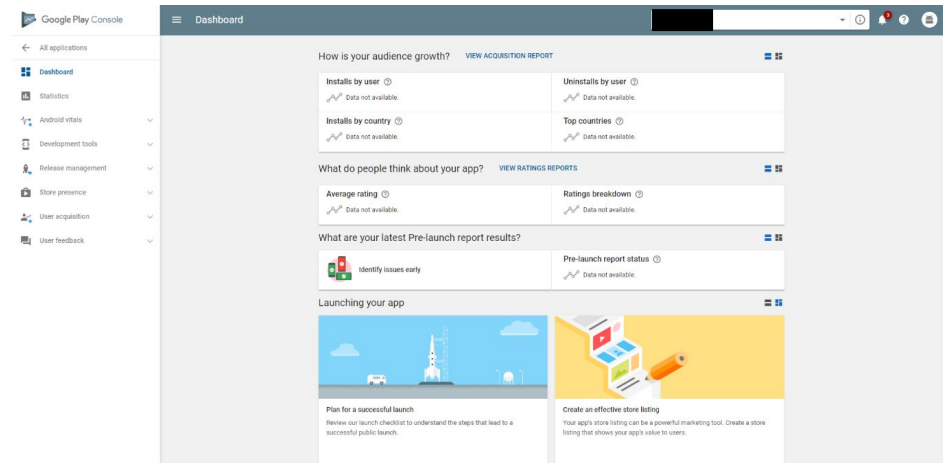 Google Play Console
Dashboard
3
All applications
Dashboard
Statistics
Android vitals
Development tools
Release management
Store presence
User acquisition
User feedback
How is your audience growth? VIEW ACQUISITION REPORT
Installs by user
Data not available.
Uninstalls by user
Data not available.
Installs by country
Data not available.
Top countries
Data not available.
What do people think about your app? VIEW RATINGS REPORTS
Average rating
Data not available.
Ratings breakdown
Data not available.
What are your latest Pre-launch report results?
Identify issues early
Pre-launch report status
Data not available.
Launching your app
Plan for a successful launch
Review our launch checklist to understand the steps that lead to a
successful public launch.
Create an effective store listing
Your app's store listing can be a powerful marketing tool. Create a store
listing that shows your app's value to users.